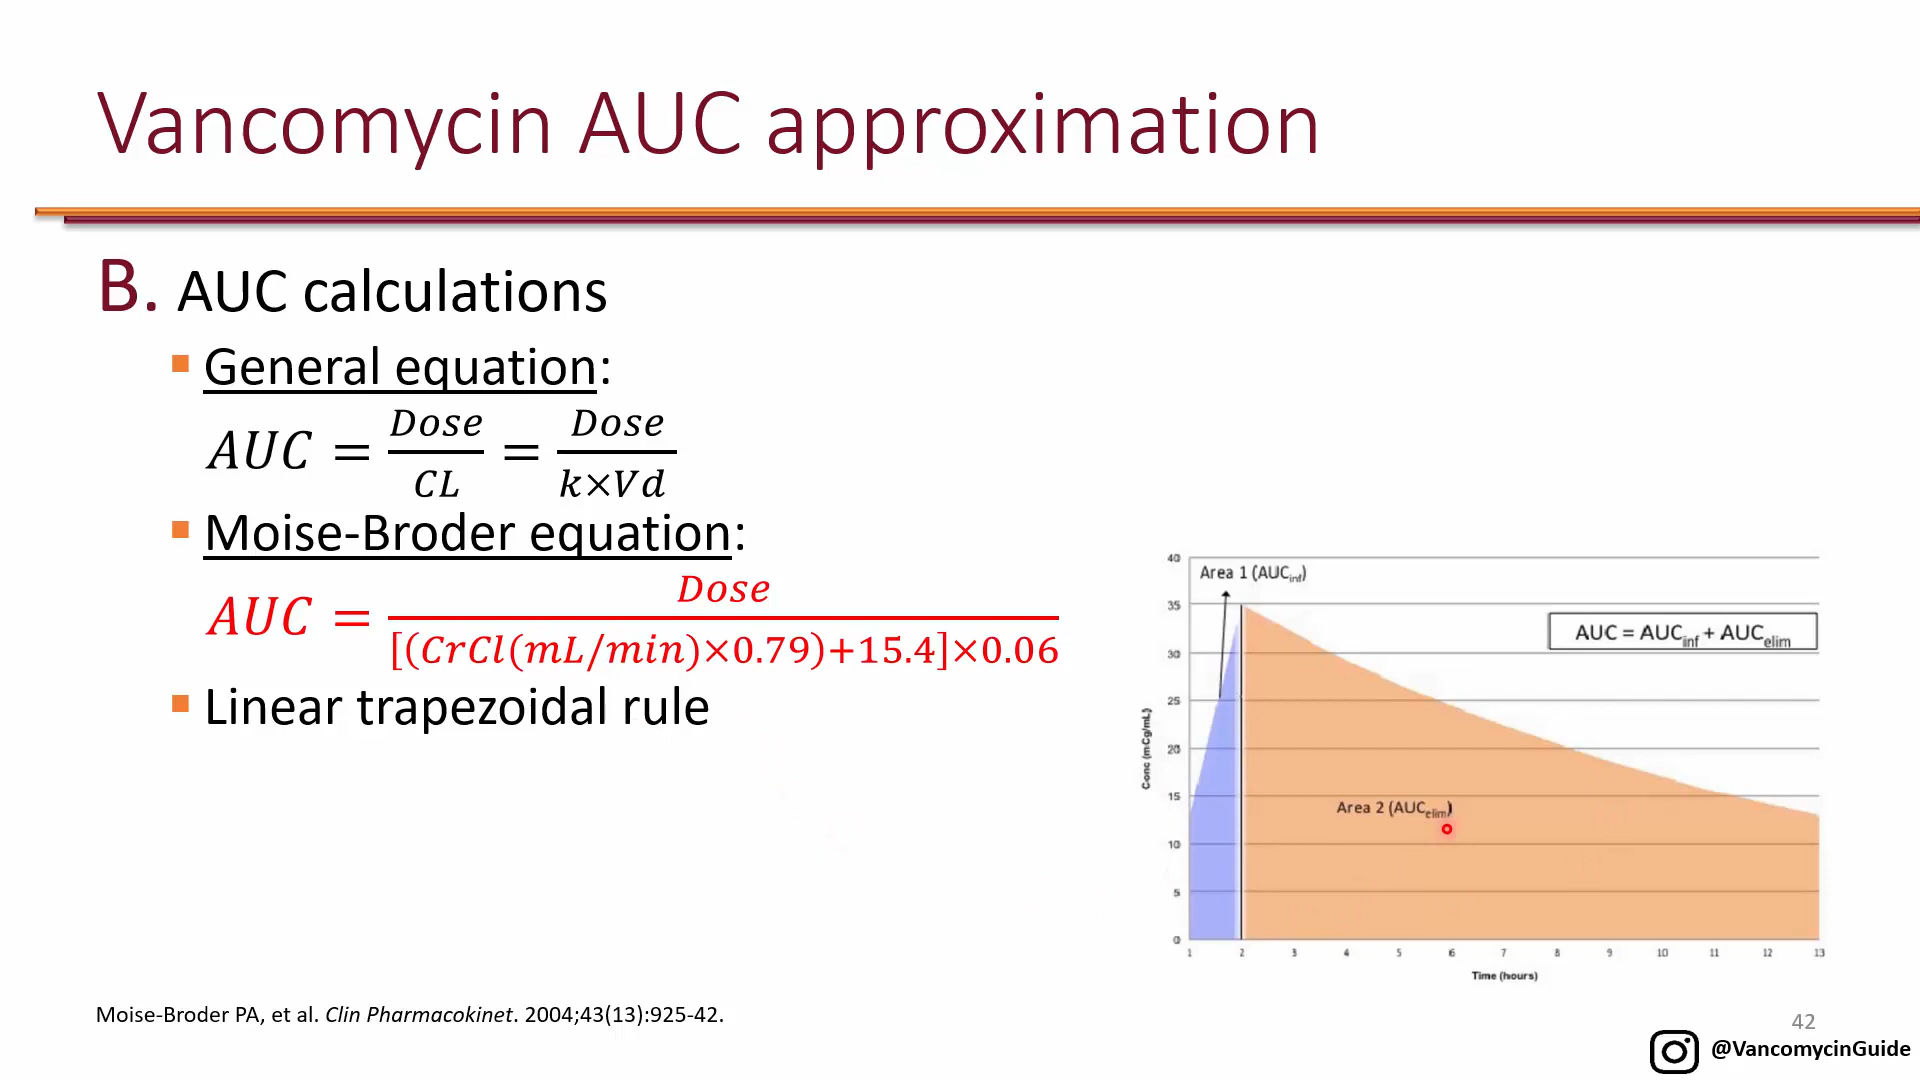 Vancomycin AUC approximation
B. AUC calculations
General equation:
AUC = Dose/CL = Dose/k×Vd
Moise-Broder equation:
AUC = Dose/[(CrCl(mL/min)×0.79)+15.4]×0.06
Linear trapezoidal rule
Area 1 (AUCinf)
AUC = AUCinf + AUCelim
Area 2 (AUCelim)
Conc (mCg/mL)
40
35
30
25
20
15
10
5
0
1 2 3 4 5 6 7 8 9 10 11 12 13
Time (hours)
Moise-Broder PA, et al. Clin Pharmacokinet. 2004;43(13):925-42.
42
@VancomycinGuide